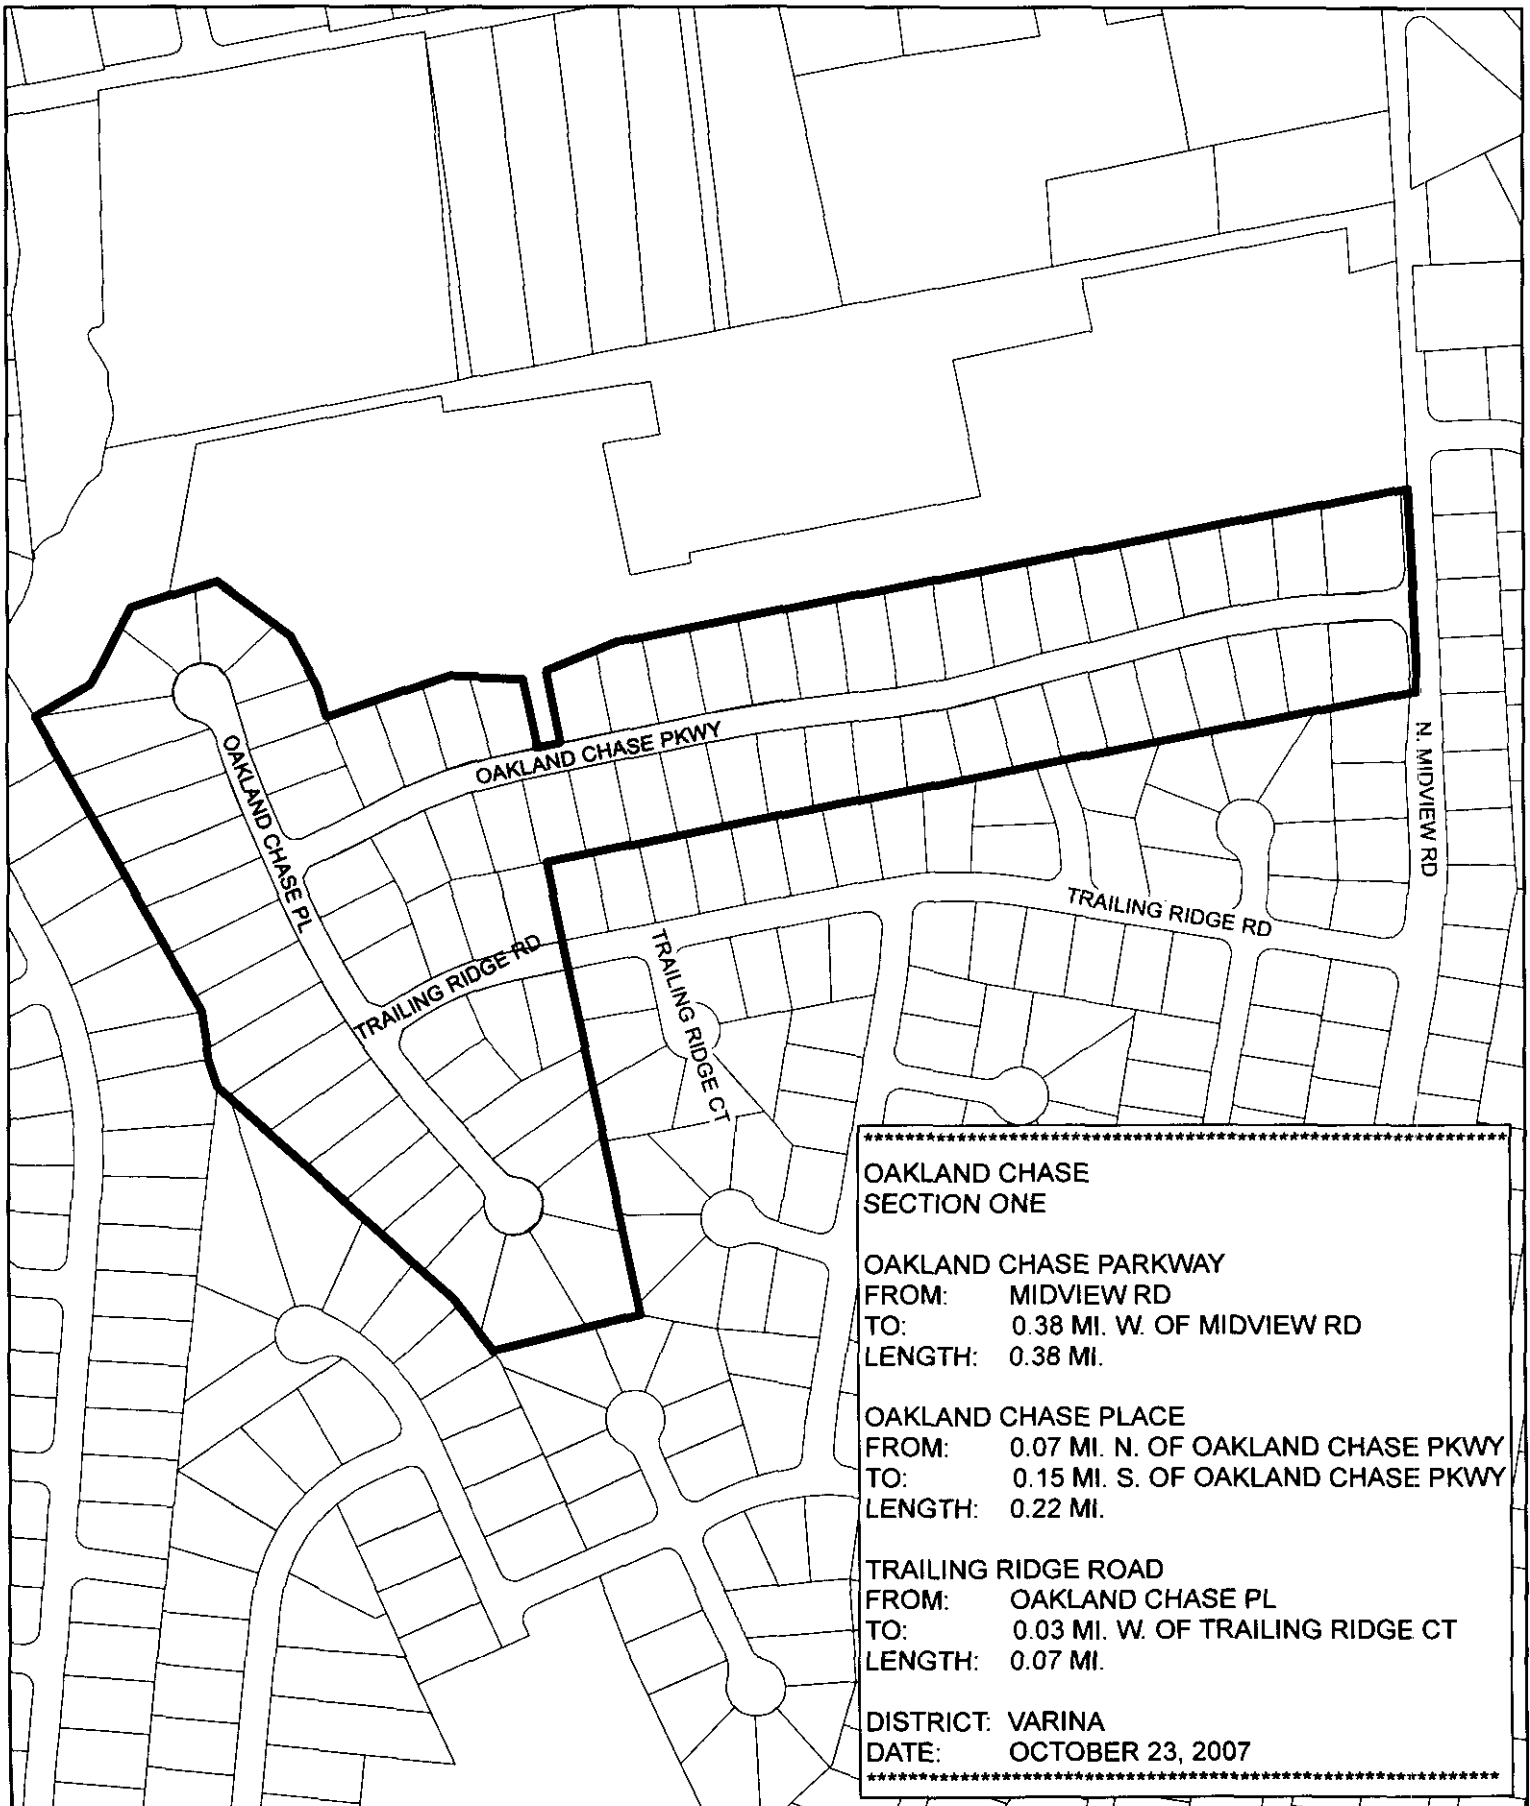 OAKLAND CHASE PL
OAKLAND CHASE PKWY
N. MIDVIEW RD
TRAILING RIDGE RD
TRAILING RIDGE RD
TRAILING RIDGE CT
**************************************************************
OAKLAND CHASE
SECTION ONE
OAKLAND CHASE PARKWAY
FROM: MIDVIEW RD
TO: 0.38 MI. W. OF MIDVIEW RD
LENGTH: 0.38 MI.
OAKLAND CHASE PLACE
FROM: 0.07 MI. N. OF OAKLAND CHASE PKWY
TO: 0.15 MI. S. OF OAKLAND CHASE PKWY
LENGTH: 0.22 MI.
TRAILING RIDGE ROAD
FROM: OAKLAND CHASE PL
TO: 0.03 MI. W. OF TRAILING RIDGE CT
LENGTH: 0.07 MI.
DISTRICT: VARINA
DATE: OCTOBER 23, 2007
**************************************************************